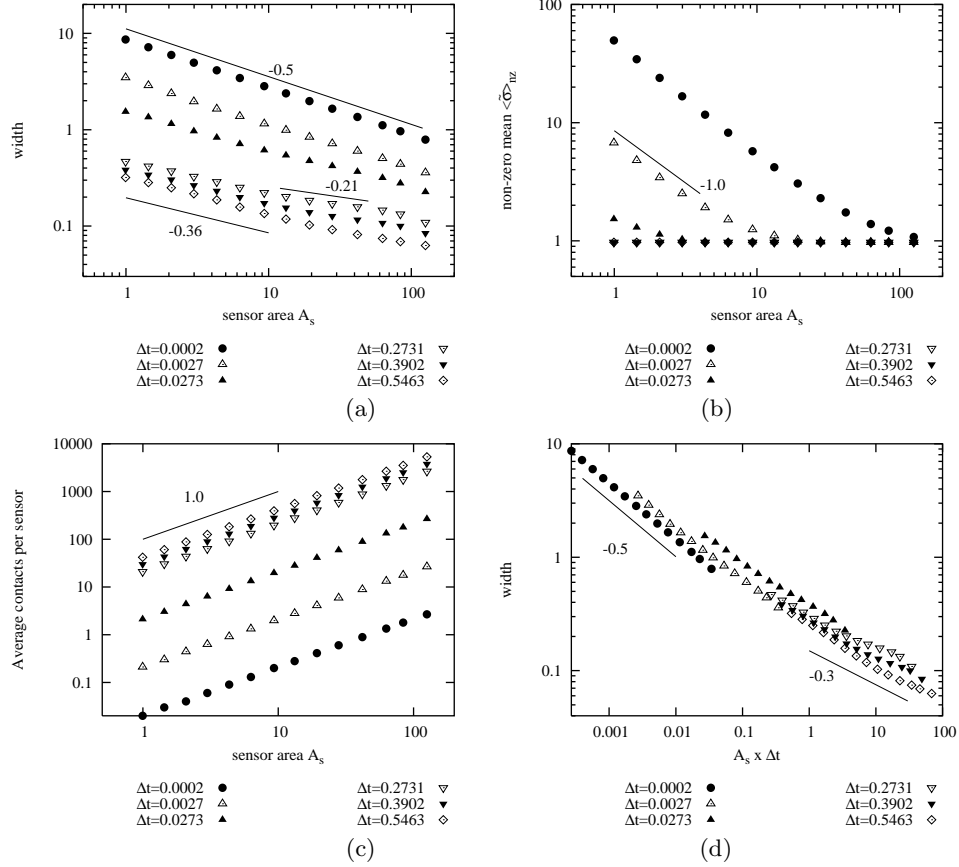 10
1
0.1
width
-0.5
-0.21
-0.36
1 10 100
sensor area A_s
Δt=0.0002
Δt=0.0027
Δt=0.0273
Δt=0.2731
Δt=0.3902
Δt=0.5463
(a)
100
10
1
non-zero mean <σ̃>_nz
-1.0
1 10 100
sensor area A_s
Δt=0.0002
Δt=0.0027
Δt=0.0273
Δt=0.2731
Δt=0.3902
Δt=0.5463
(b)
10000
1000
100
10
1
0.1
Average contacts per sensor
1.0
1 10 100
sensor area A_s
Δt=0.0002
Δt=0.0027
Δt=0.0273
Δt=0.2731
Δt=0.3902
Δt=0.5463
(c)
10
1
0.1
width
-0.5
-0.3
0.001 0.01 0.1 1 10 100
A_s x Δt
Δt=0.0002
Δt=0.0027
Δt=0.0273
Δt=0.2731
Δt=0.3902
Δt=0.5463
(d)